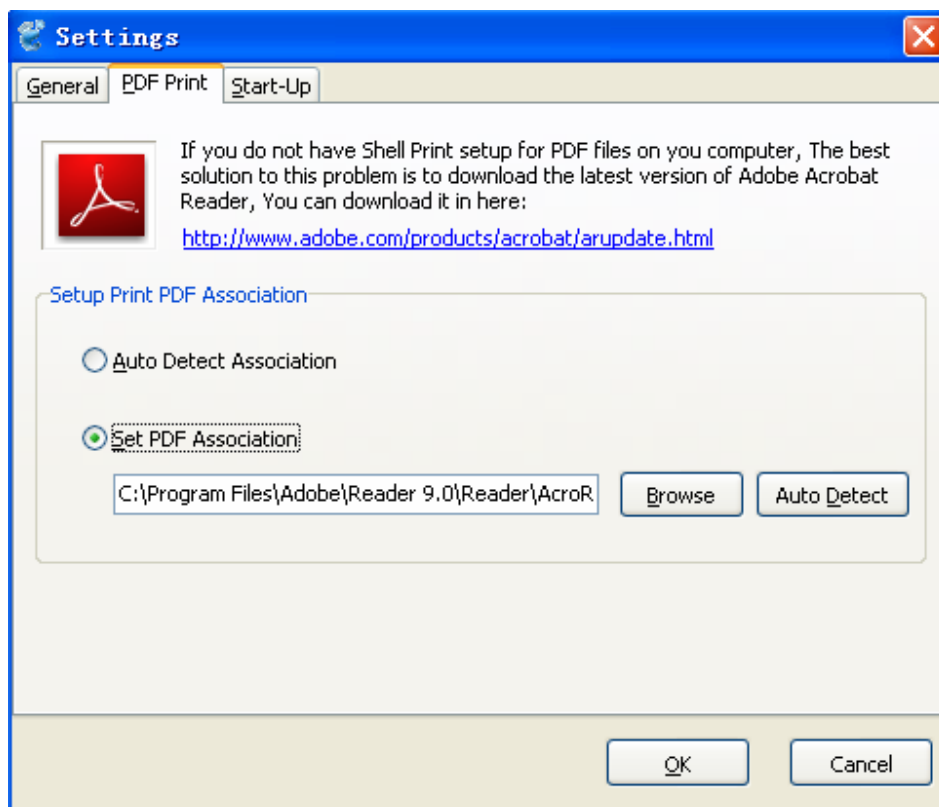 Settings
General PDF Print Start-Up
If you do not have Shell Print setup for PDF files on you computer, The best
solution to this problem is to download the latest version of Adobe Acrobat
Reader, You can download it in here:
http://www.adobe.com/products/acrobat/arupdate.html
Setup Print PDF Association
Auto Detect Association
Set PDF Association
C:\Program Files\Adobe\Reader 9.0\Reader\AcroR Browse Auto Detect
OK Cancel